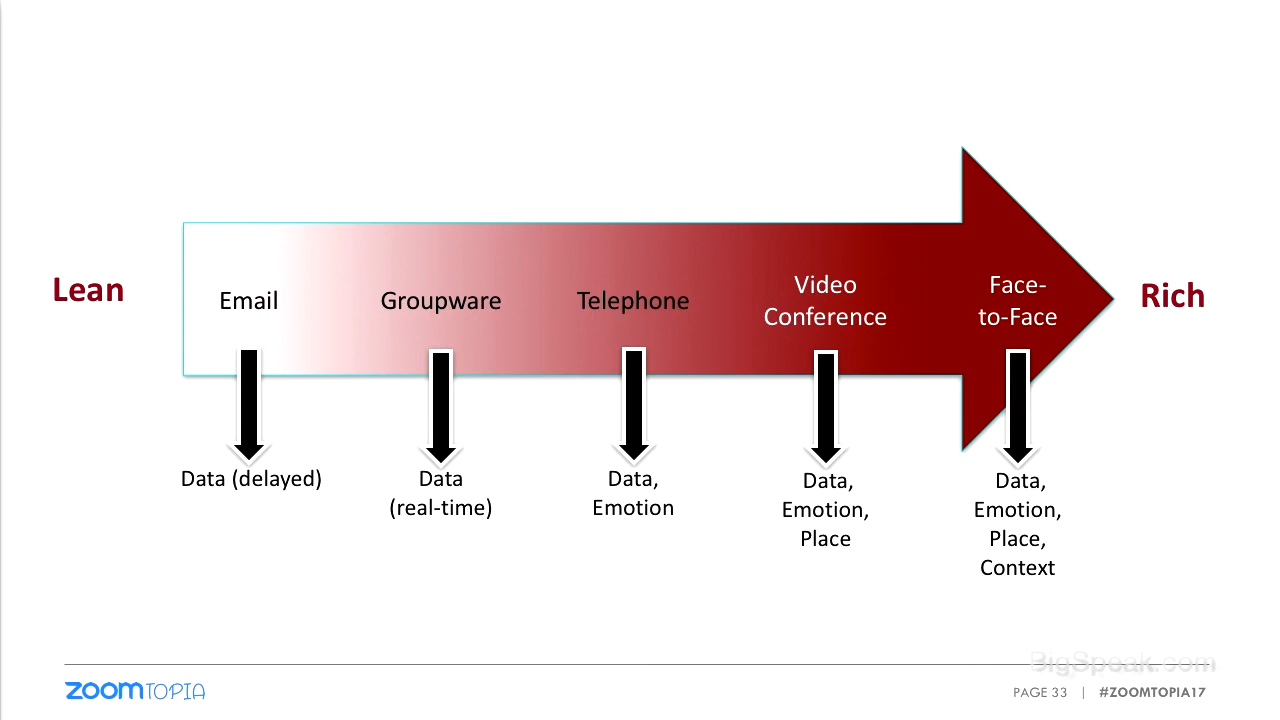 Lean
Email
Groupware
Telephone
Video
Conference
Face-
to-Face
Rich
Data (delayed)
Data
(real-time)
Data,
Emotion
Data,
Emotion,
Place
Data,
Emotion,
Place,
Context
BigSpeak.com
ZOOMTOPIA
PAGE 33 | #ZOOMTOPIA17